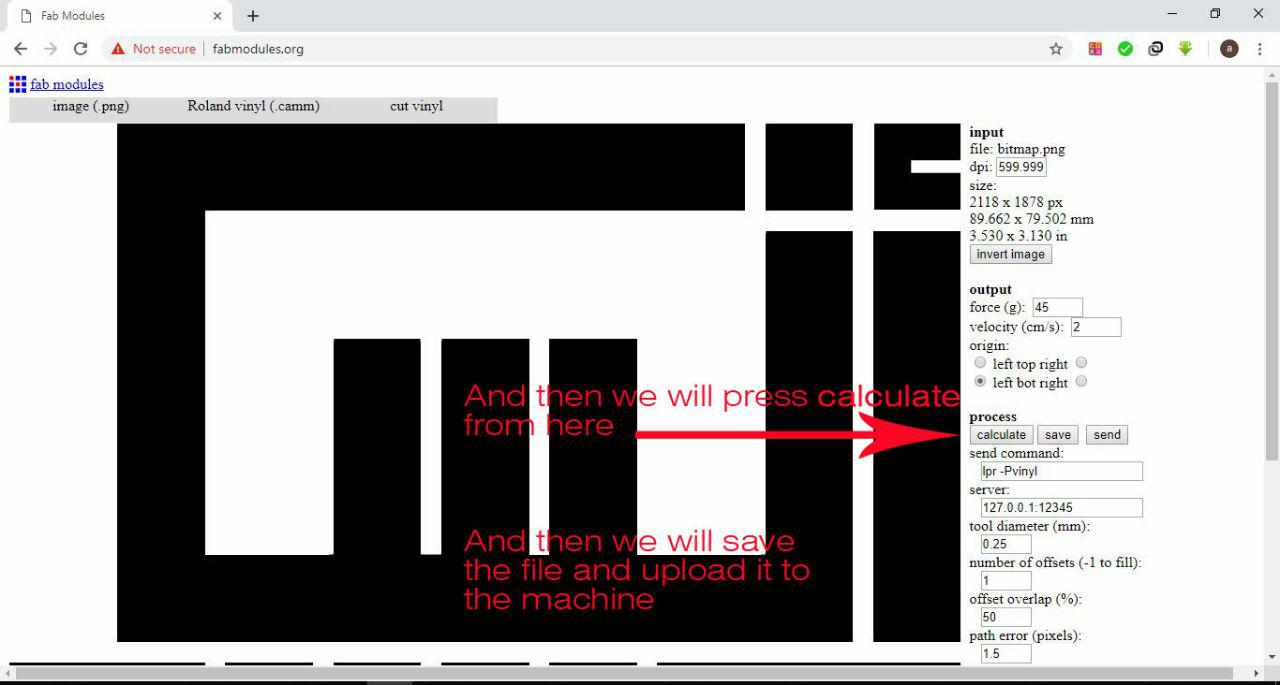 Fab Modules
Not secure
fabmodules.org
a
fab modules
image (.png) Roland vinyl (.camm) cut vinyl
input
file: bitmap.png
dpi: 599.999
size:
2118 x 1878 px
89.662 x 79.502 mm
3.530 x 3.130 in
invert image
output
force (g): 45
velocity (cm/s): 2
origin:
left top right
left bot right
process
calculate save send
send command:
lpr -Pvinyl
server:
127.0.0.1:12345
tool diameter (mm):
0.25
number of offsets (-1 to fill):
1
offset overlap (%):
50
path error (pixels):
1.5
And then we will press calculate
from here
And then we will save
the file and upload it to
the machine